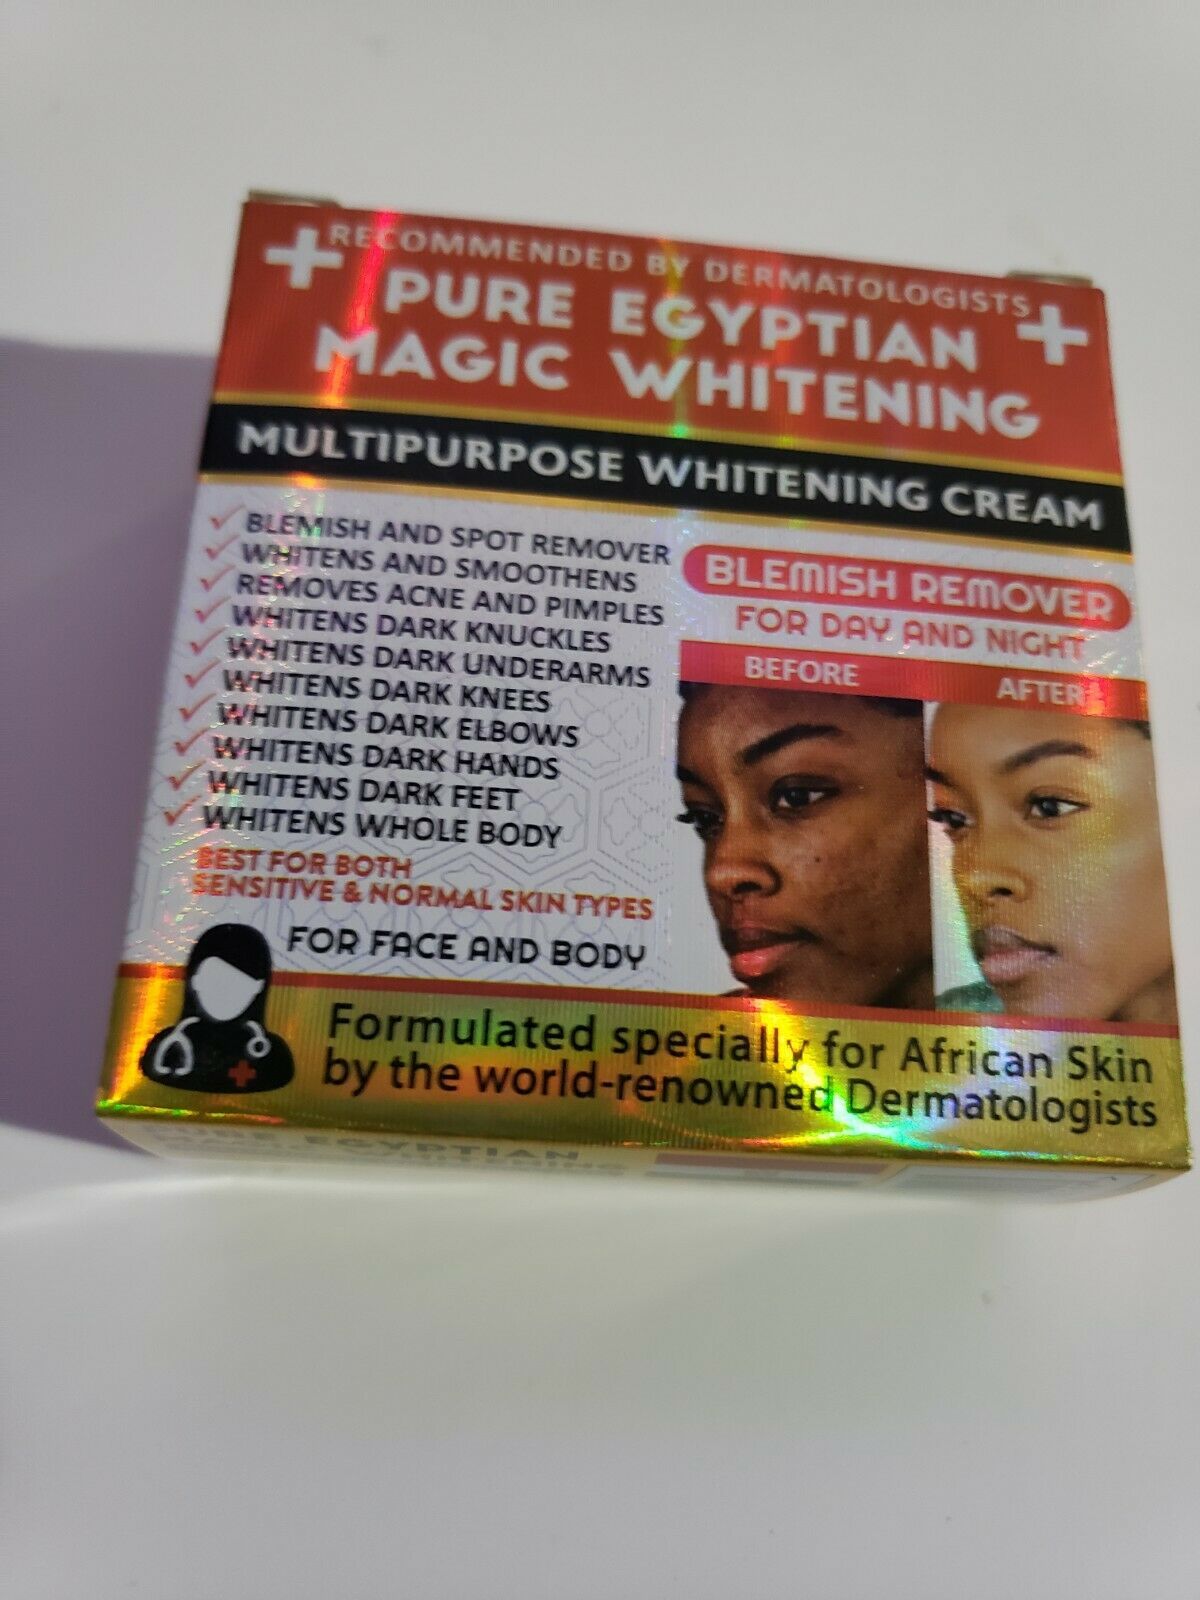 RECOMMENDED BY DERMATOLOGISTS
PURE EGYPTIAN
MAGIC WHITENING
MULTIPURPOSE WHITENING CREAM
BLEMISH AND SPOT REMOVER
WHITENS AND SMOOTHENS
REMOVES ACNE AND PIMPLES
WHITENS DARK KNUCKLES
WHITENS DARK UNDERARMS
WHITENS DARK KNEES
WHITENS DARK ELBOWS
WHITENS DARK HANDS
WHITENS DARK FEET
WHITENS WHOLE BODY
BEST FOR BOTH
SENSITIVE & NORMAL SKIN TYPES
FOR FACE AND BODY
BLEMISH REMOVER
FOR DAY AND NIGHT
BEFORE
AFTER
Formulated specially for African Skin
by the world-renowned Dermatologists
PURE EGYPTIAN